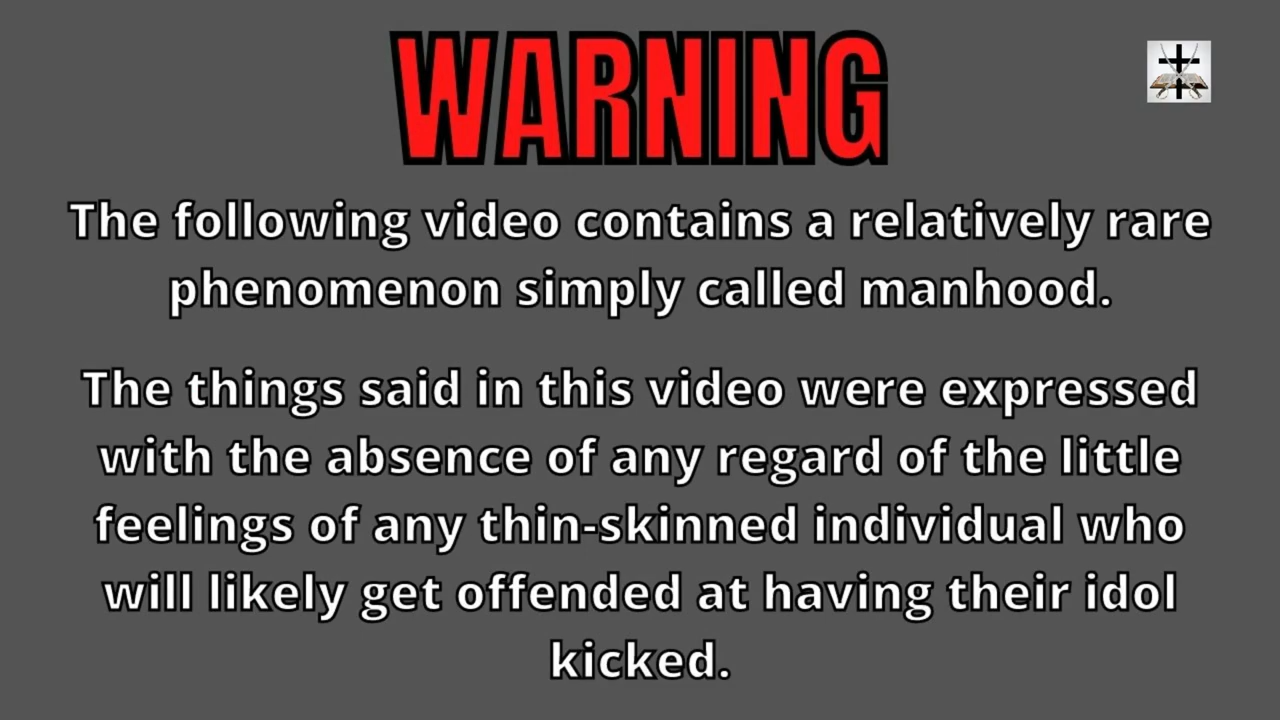 WARNING
The following video contains a relatively rare
phenomenon simply called manhood.
The things said in this video were expressed
with the absence of any regard of the little
feelings of any thin-skinned individual who
will likely get offended at having their idol
kicked.